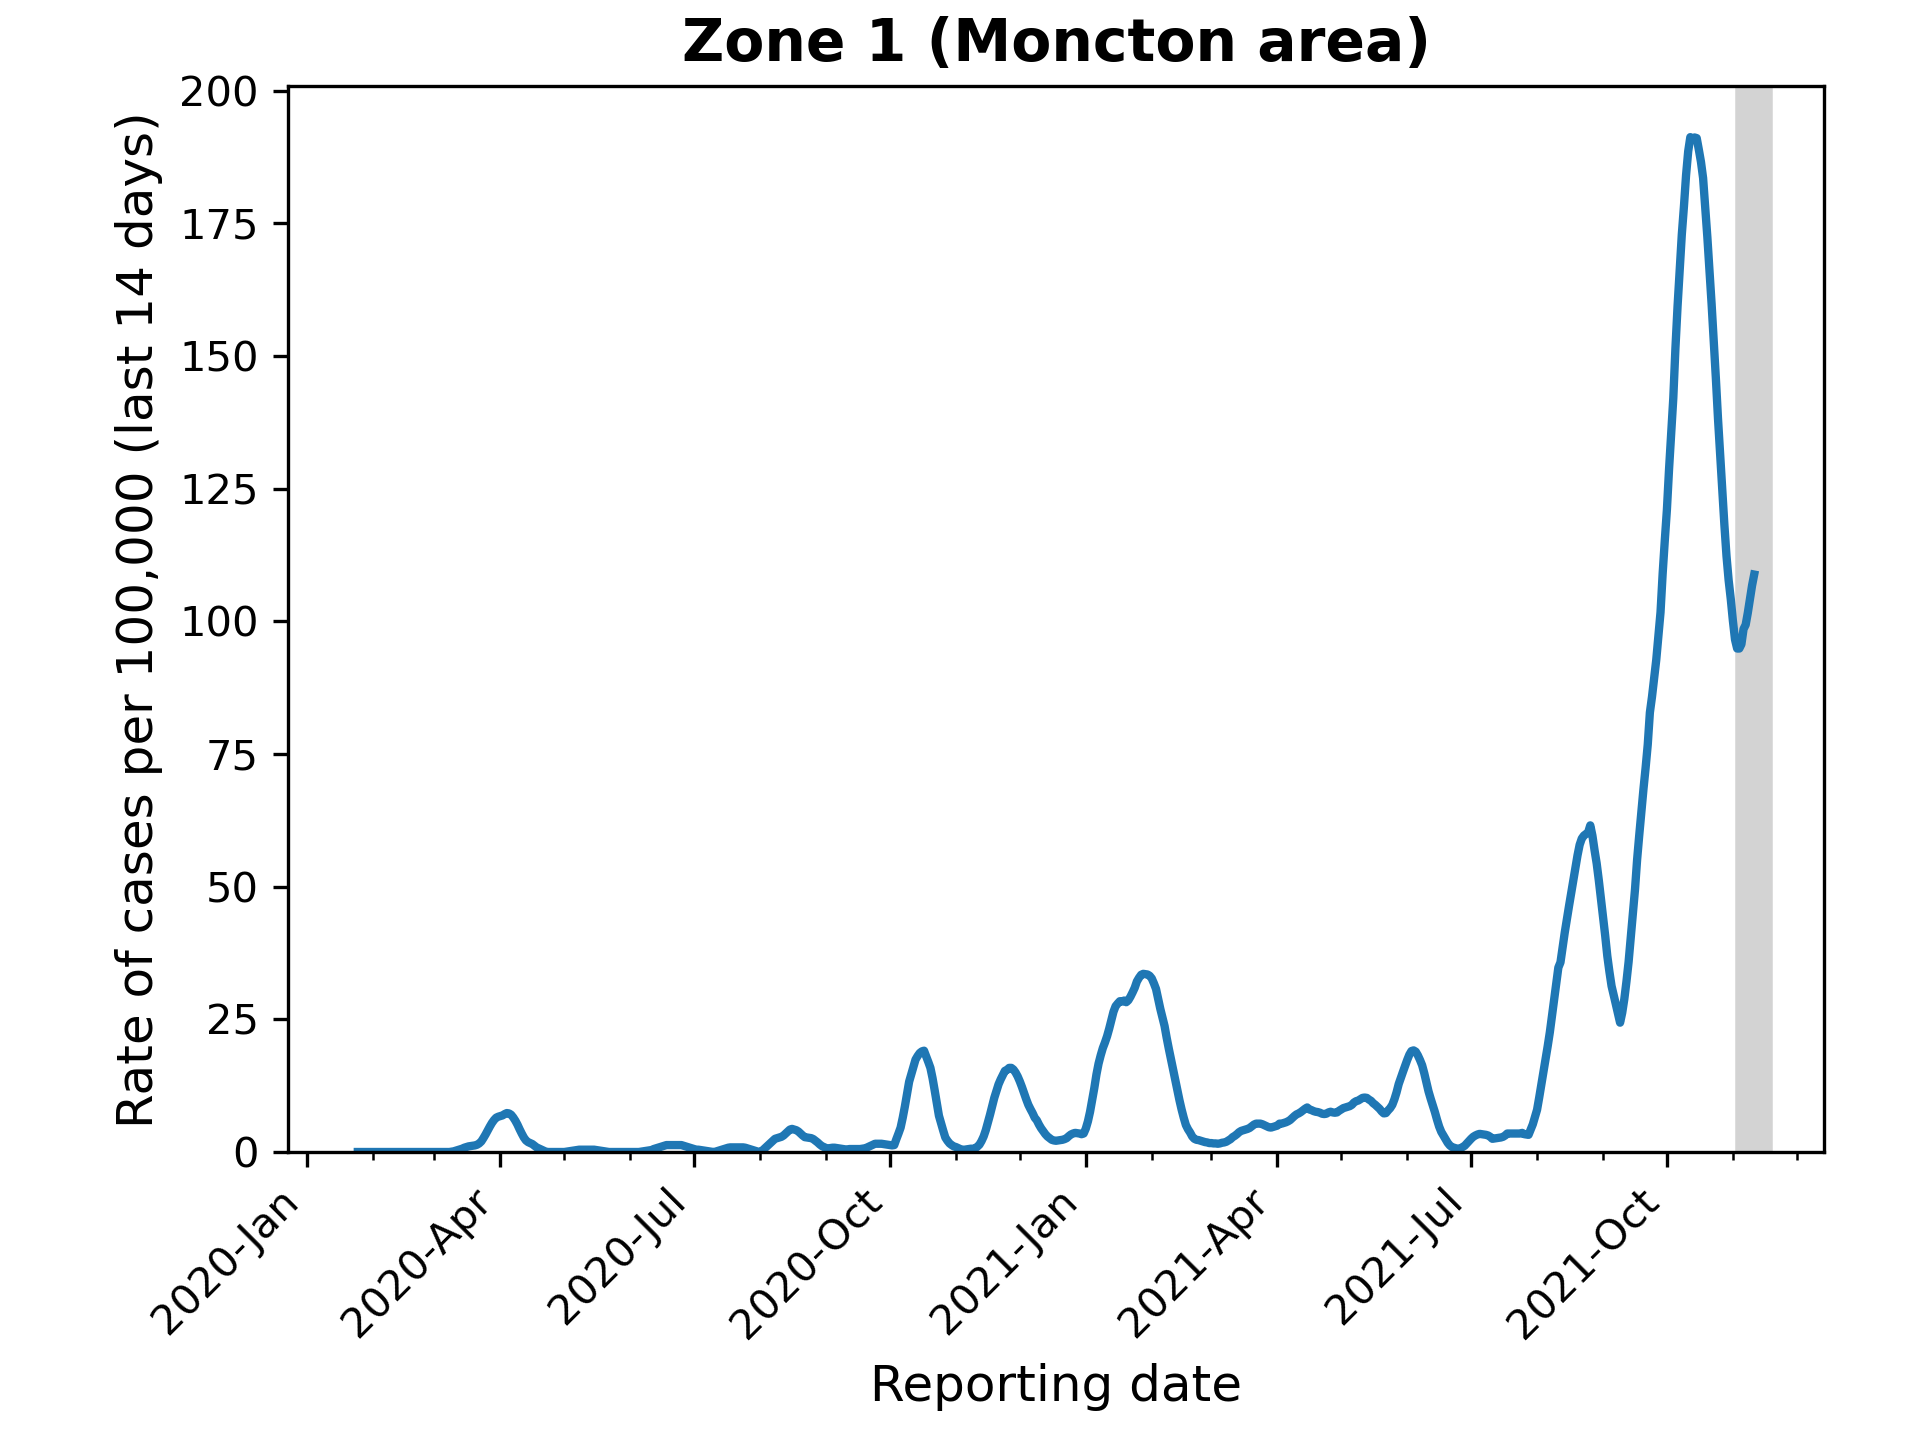 Zone 1 (Moncton area)
Rate of cases per 100,000 (last 14 days)
200
175
150
125
100
75
50
25
0
2020-Jan
2020-Apr
2020-Jul
2020-Oct
2021-Jan
2021-Apr
2021-Jul
2021-Oct
Reporting date